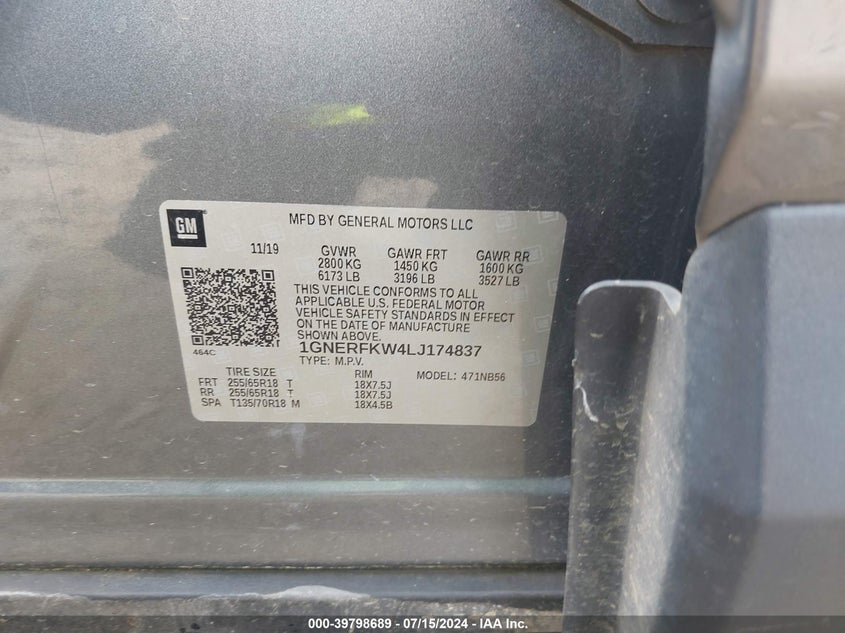 GM
MFD BY GENERAL MOTORS LLC
11/19 GVWR GAWR FRT GAWR RR
2800 KG 1450 KG 1600 KG
6173 LB 3196 LB 3527 LB
THIS VEHICLE CONFORMS TO ALL
APPLICABLE U.S. FEDERAL MOTOR
VEHICLE SAFETY STANDARDS IN EFFECT
ON THE DATE OF MANUFACTURE
SHOWN ABOVE.
464C 1GNERFKW4LJ174837
TYPE: M.P.V.
TIRE SIZE RIM MODEL: 471NB56
FRT 255/65R18 T 18X7.5J
RR 255/65R18 T 18X7.5J
SPA T135/70R18 M 18X4.5B
000-39798689 - 07/15/2024 - IAA Inc.